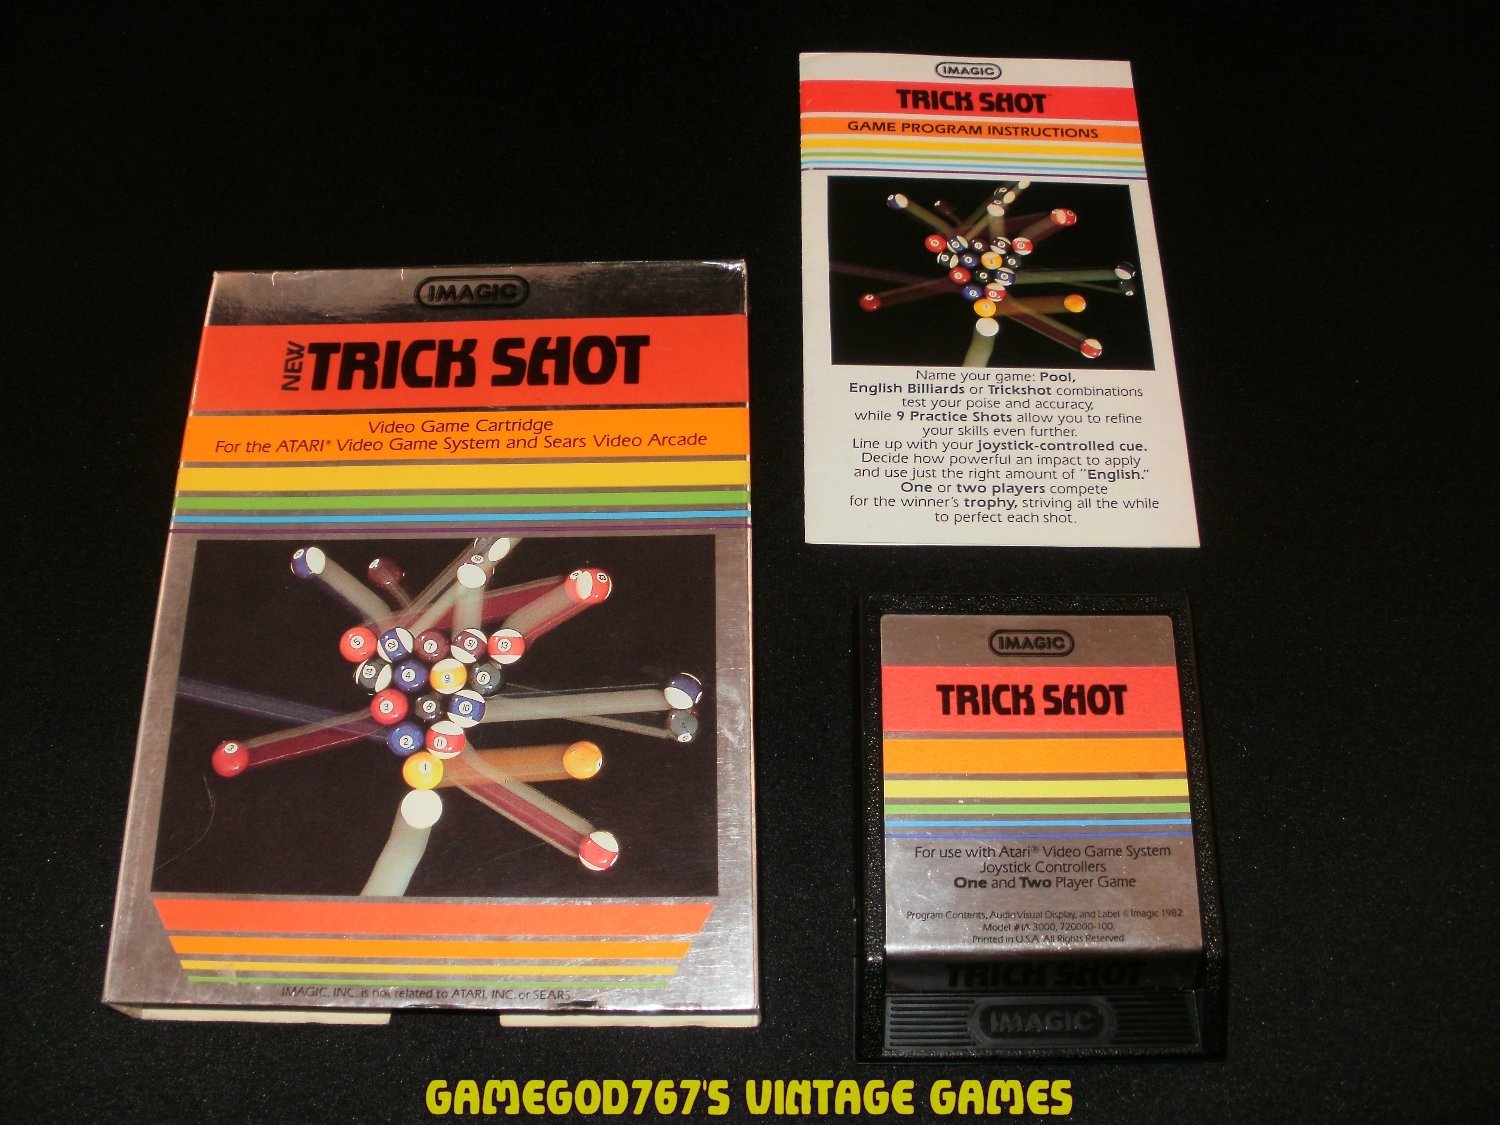 IMAGIC
NEW TRICK SHOT
Video Game Cartridge
For the ATARI® Video Game System and Sears Video Arcade
IMAGIC, INC. is not related to ATARI, INC. or SEARS
IMAGIC
TRICK SHOT™
GAME PROGRAM INSTRUCTIONS
Name your game: Pool,
English Billiards or Trickshot combinations
test your poise and accuracy,
while 9 Practice Shots allow you to refine
your skills even further.
Line up with your joystick-controlled cue.
Decide how powerful an impact to apply
and use just the right amount of "English."
One or two players compete
for the winner's trophy, striving all the while
to perfect each shot.
IMAGIC
TRICK SHOT
For use with Atari® Video Game System
Joystick Controllers
One and Two Player Game
Program Contents, Audio Visual Display, and Label © Imagic 1982.
Model # IA 3000, 720000-100.
Printed in U.S.A. All Rights Reserved.
TRICK SHOT
IMAGIC
GAMEGOD767'S VINTAGE GAMES